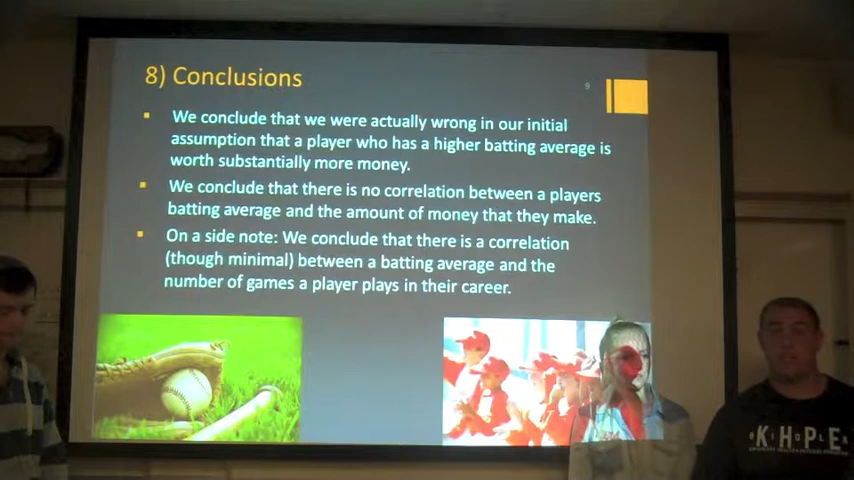 8) Conclusions
9
We conclude that we were actually wrong in our initial
assumption that a player who has a higher batting average is
worth substantially more money.
We conclude that there is no correlation between a players
batting average and the amount of money that they make.
On a side note: We conclude that there is a correlation
(though minimal) between a batting average and the
number of games a player plays in their career.